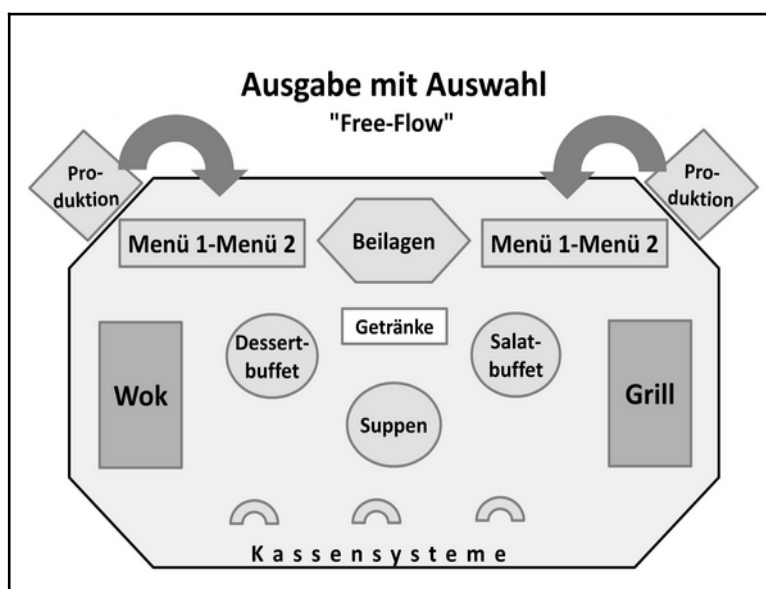 Ausgabe mit Auswahl
"Free-Flow"
Pro-
duktion
Pro-
duktion
Menü 1-Menü 2
Beilagen
Menü 1-Menü 2
Getränke
Dessert-
buffet
Salat-
buffet
Wok
Grill
Suppen
Kassensysteme